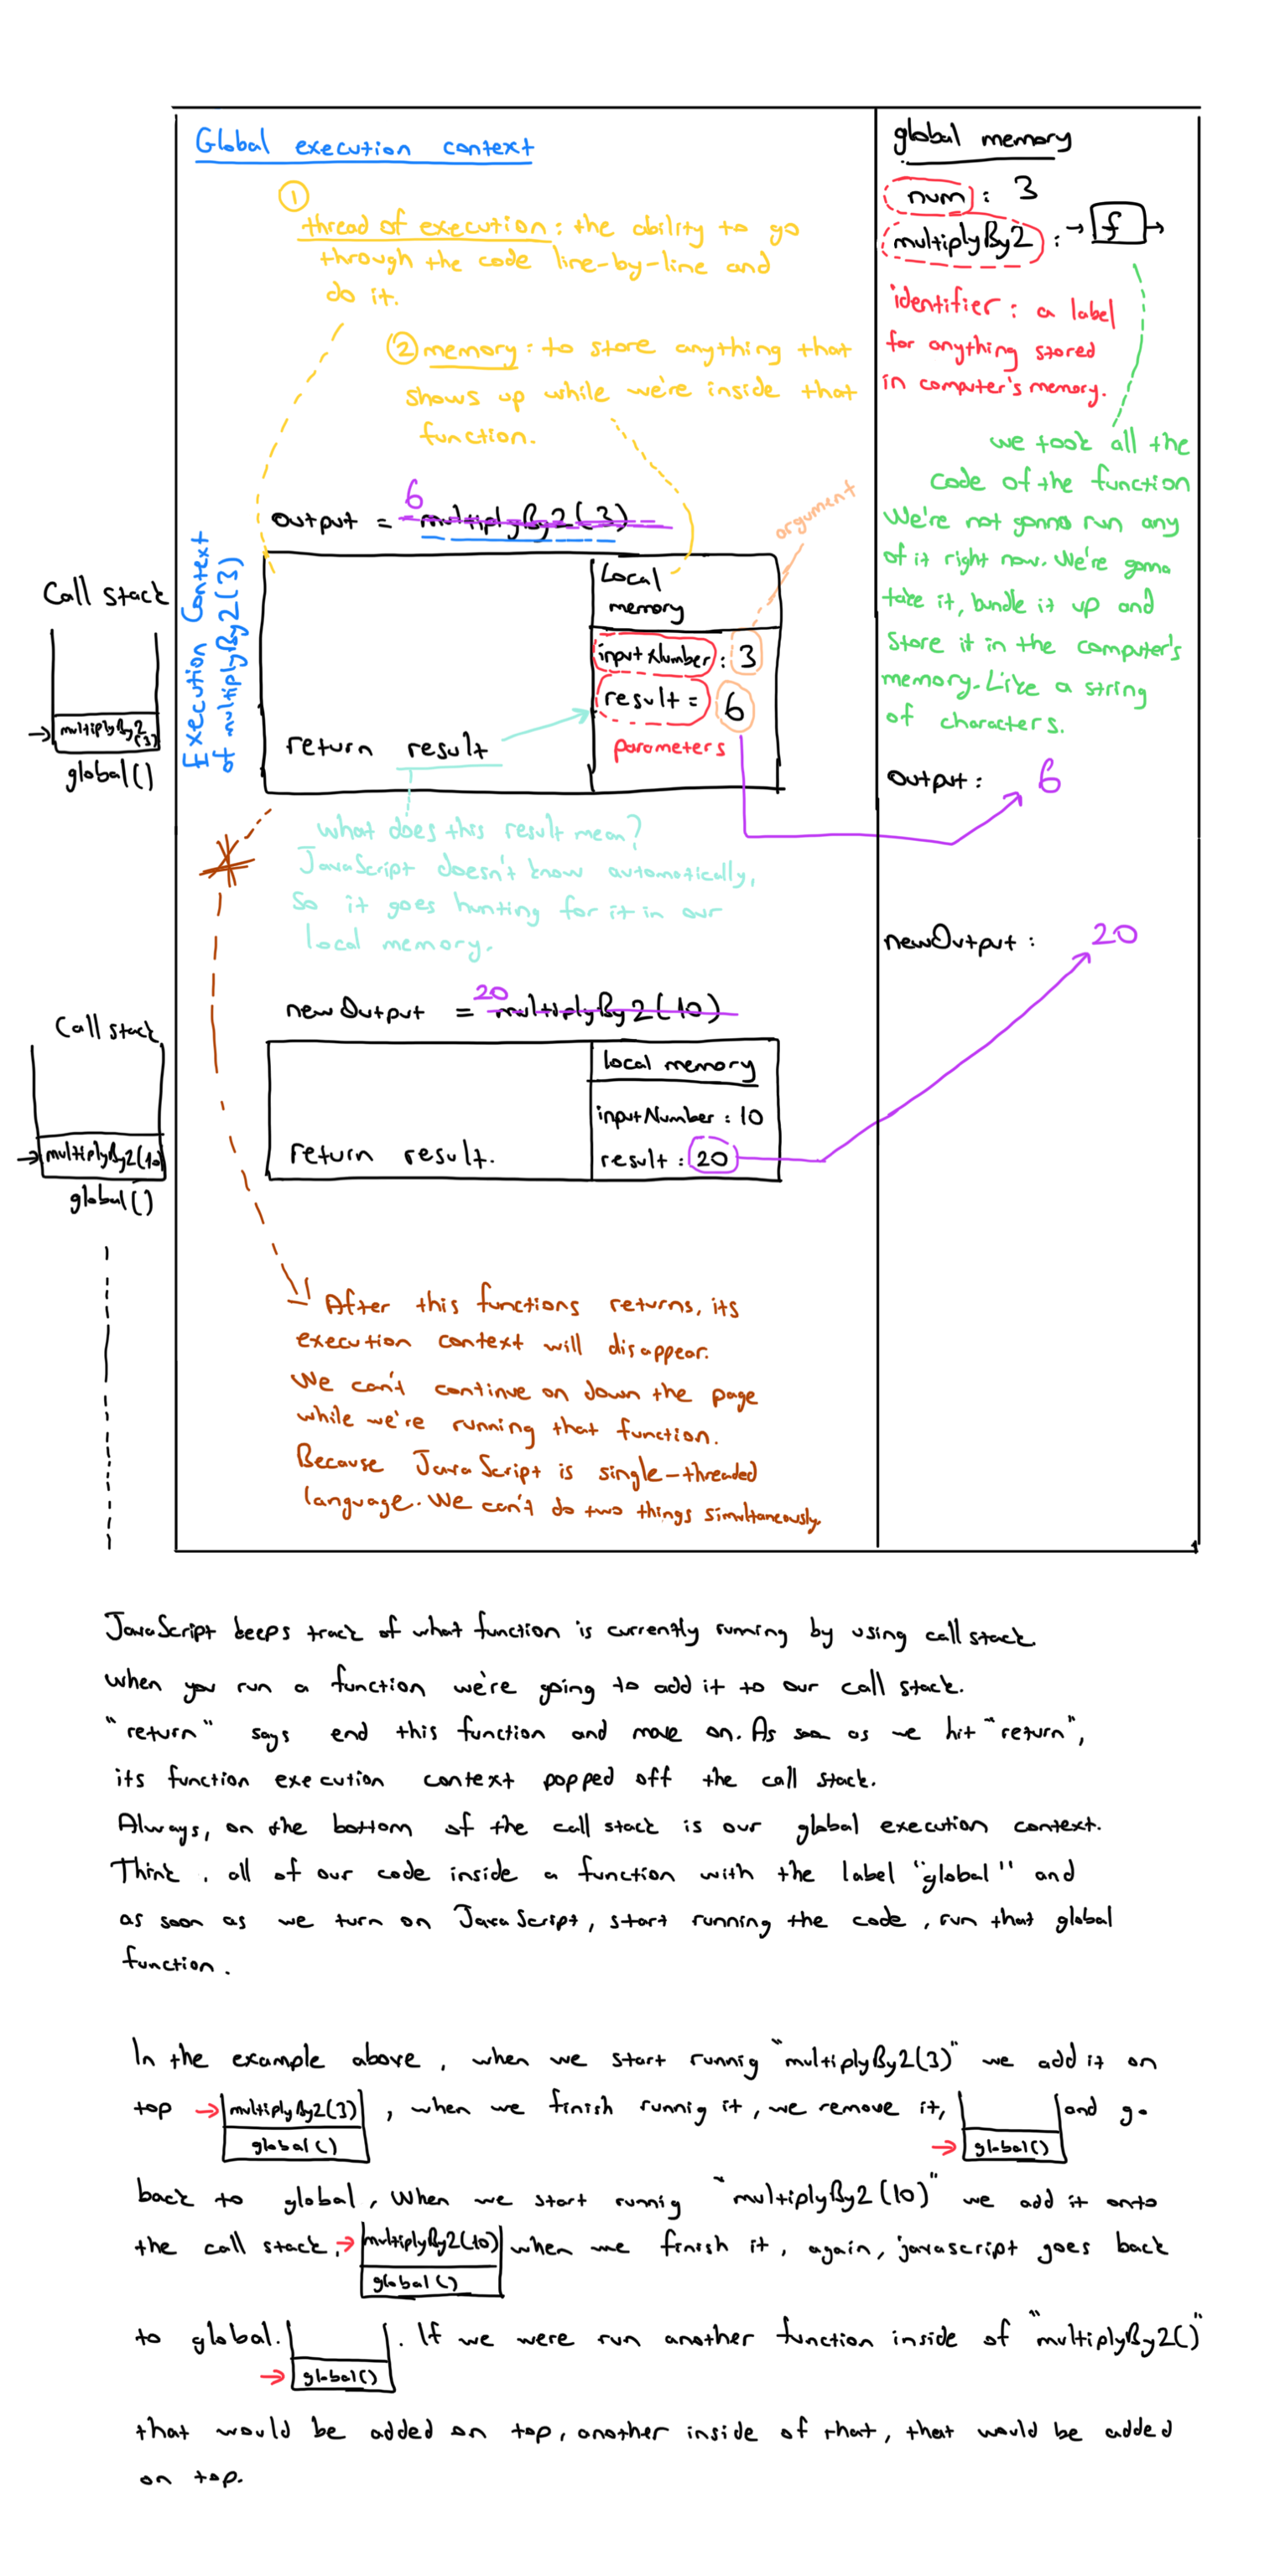 Global execution context
①
thread of execution: the ability to go
through the code line-by-line and
do it.
② memory: to store anything that
shows up while we're inside that
function.
global memory
num : 3
multiplyBy2 : → f →
identifier: a label
for anything stored
in computer's memory.
we took all the
code of the function
We're not gonna run any
of it right now. We're gonna
take it, bundle it up and
Store it in the computer's
memory. Like a string
of characters.
output : 6
newOutput : 20
6
output = multiplyBy2(3)
argument
Execution Context
of multiplyBy2(3)
Local
memory
inputNumber : 3
result = 6
parameters
return result
Call stack
multiplyBy2
(3)
global()
what does this result mean?
JavaScript doesn't know automatically,
So it goes hunting for it in our
local memory.
20
newOutput = multiplyBy2(10)
local memory
inputNumber : 10
result : 20
return result.
Call stack
multiplyBy2(10)
global()
After this functions returns, its
execution context will disappear.
We can't continue on down the page
while we're running that function.
Because JavaScript is single-threaded
language. We can't do two things simultaneously.
JavaScript keeps track of what function is currently running by using call stack.
When you run a function we're going to add it to our call stack.
"return" says end this function and move on. As soon as we hit "return",
its function execution context popped off the call stack.
Always, on the bottom of the call stack is our global execution context.
Think, all of our code inside a function with the label "global" and
as soon as we turn on JavaScript, start running the code, run that global
function.
In the example above, when we start runnig "multiplyBy2(3)" we add it on
top → multiplyBy2(3) , when we finish runnig it, we remove it, and go
global() → global()
back to global, When we start runnig "multiplyBy2(10)" we add it onto
the call stack. → multiplyBy2(10) when we finish it, again, javascript goes back
global()
to global. . If we were run another function inside of "multiplyBy2()"
→ global()
that would be added on top, another inside of that, that would be added
on top.